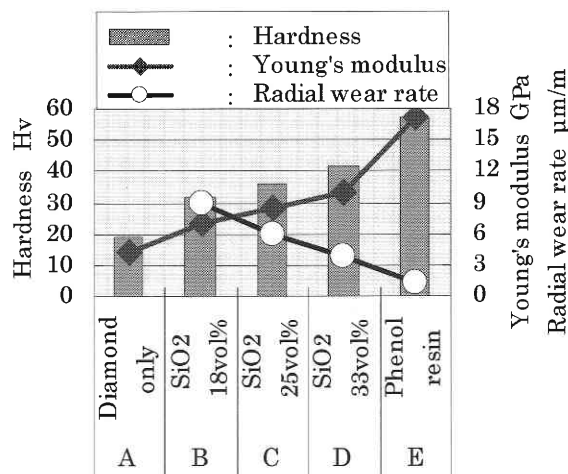 : Hardness
: Young's modulus
: Radial wear rate
60
50
40
30
20
10
0
Hardness Hv
18
15
12
9
6
3
0
Young's modulus GPa
Radial wear rate μm/m
Diamond
only
SiO2
18vol%
SiO2
25vol%
SiO2
33vol%
Phenol
resin
A B C D E